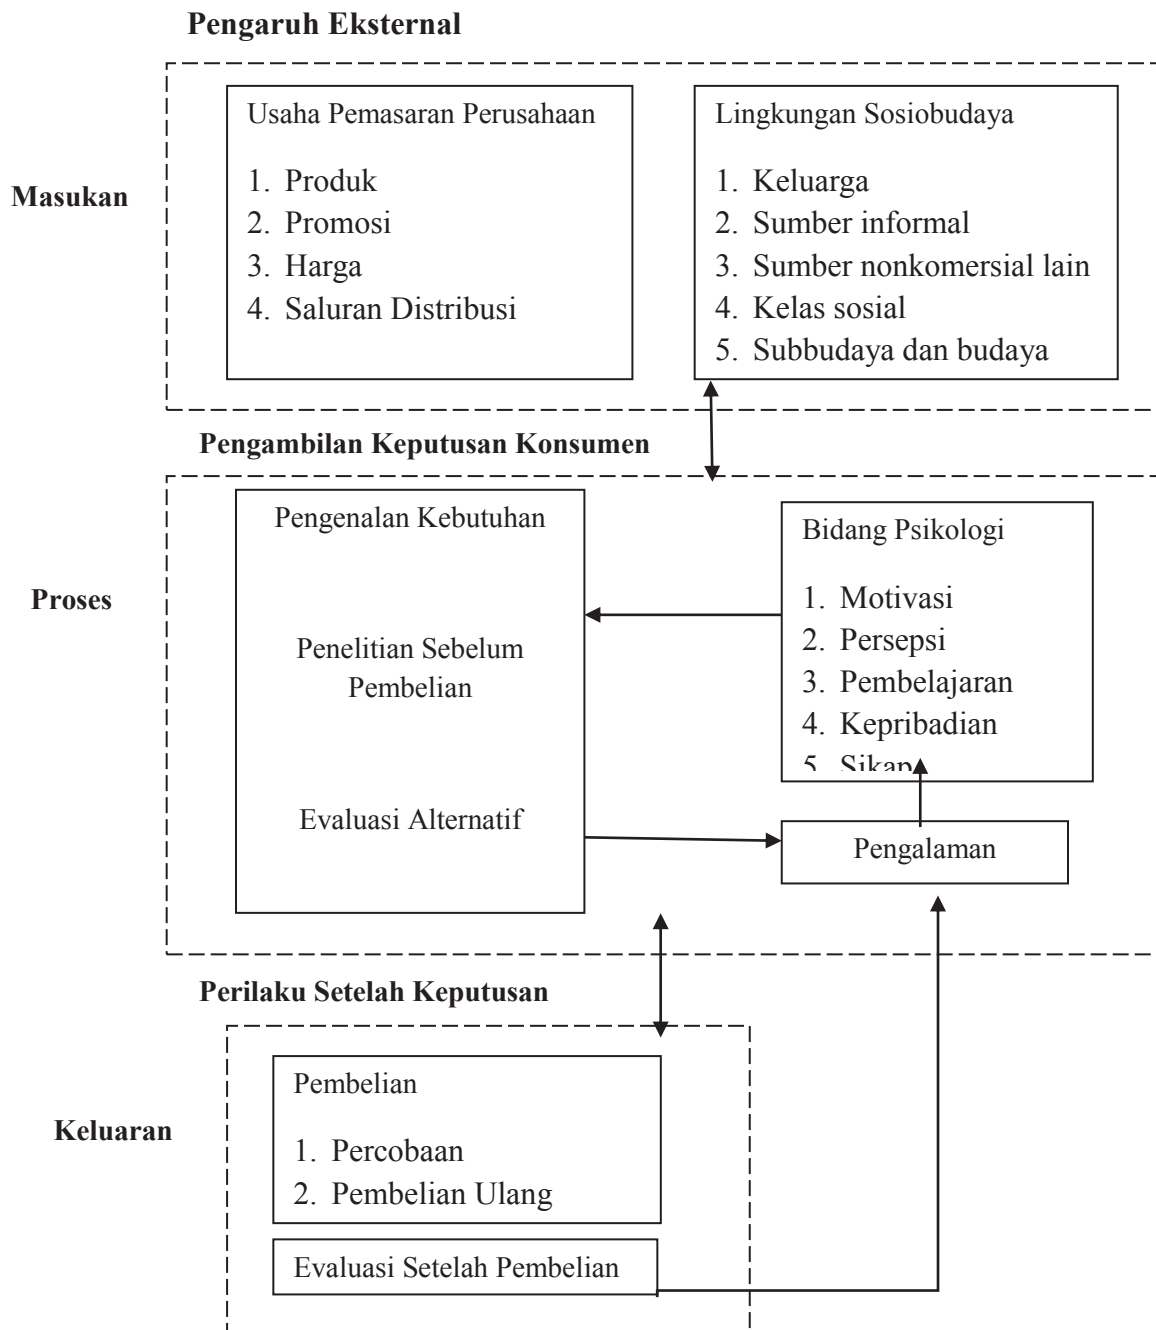 Pengaruh Eksternal
Masukan
Usaha Pemasaran Perusahaan
1. Produk
2. Promosi
3. Harga
4. Saluran Distribusi
Lingkungan Sosiobudaya
1. Keluarga
2. Sumber informal
3. Sumber nonkomersial lain
4. Kelas sosial
5. Subbudaya dan budaya
Pengambilan Keputusan Konsumen
Proses
Pengenalan Kebutuhan
Penelitian Sebelum
Pembelian
Evaluasi Alternatif
Bidang Psikologi
1. Motivasi
2. Persepsi
3. Pembelajaran
4. Kepribadian
5. Sikap
Pengalaman
Perilaku Setelah Keputusan
Keluaran
Pembelian
1. Percobaan
2. Pembelian Ulang
Evaluasi Setelah Pembelian